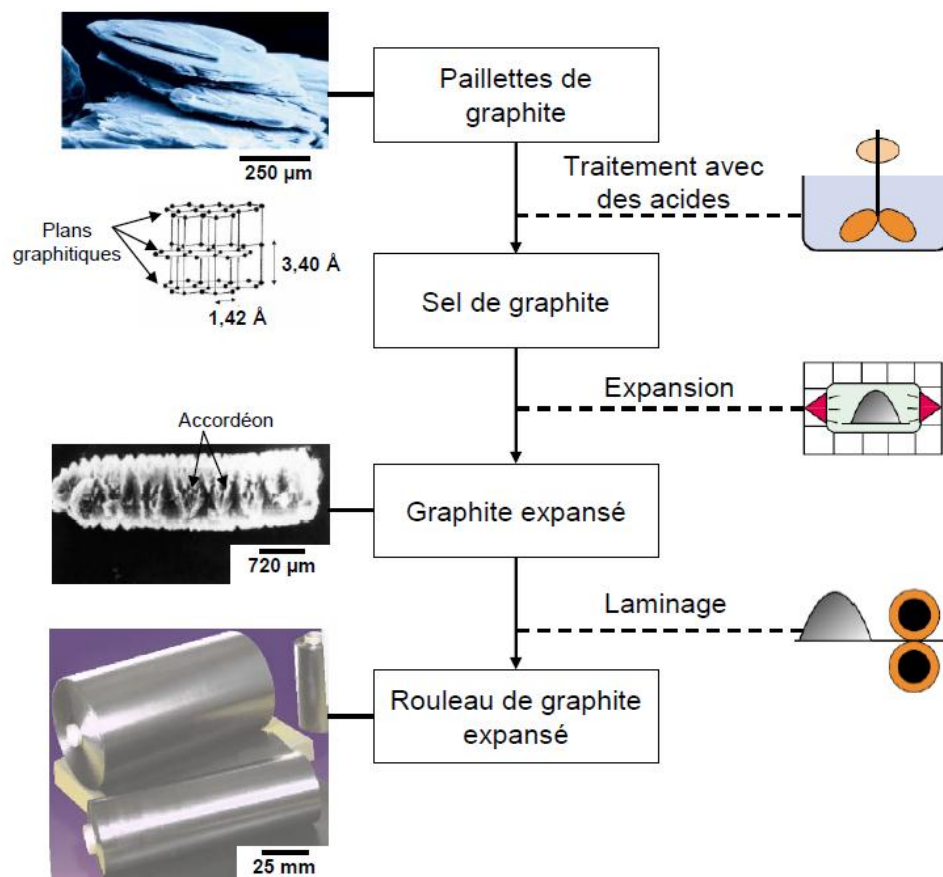 Paillettes de
graphite
250 µm
Traitement avec
des acides
Plans
graphitiques
3,40 Å
1,42 Å
Sel de graphite
Expansion
Accordéon
Graphite expansé
720 µm
Laminage
Rouleau de graphite
expansé
25 mm